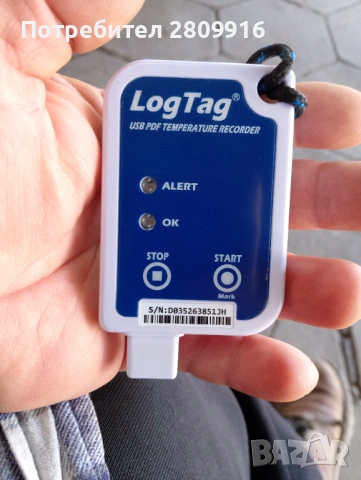 Потребител 2809916
LogTag®
USB PDF TEMPERATURE RECORDER
ALERT
OK
STOP START
Mark
S/N:D035263851JH
BAZAR